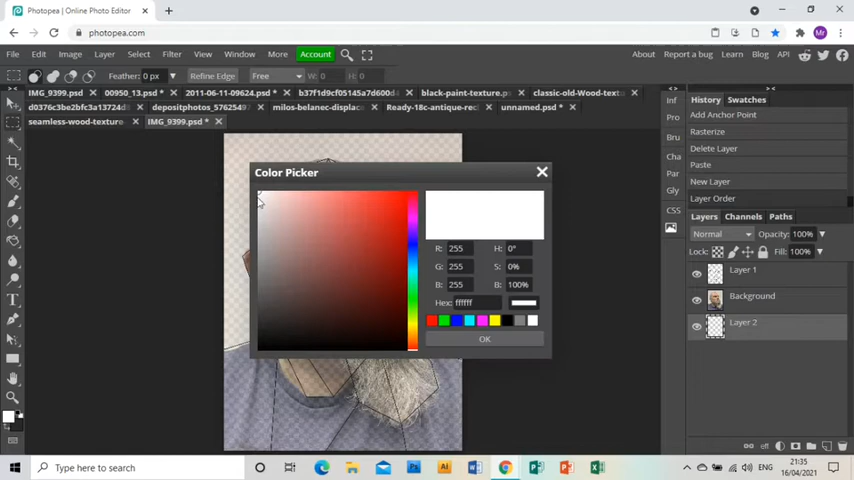 Photopea | Online Photo Editor
photopea.com
File Edit Image Layer Select Filter View Window More Account About Report a bug Learn Blog API
Feather: 0 px Refine Edge Free W: 0 H: 0
IMG_9399.psd 00950_13.psd * 2011-06-11-09624.psd * b37f1d9cf05145a7d600d black-paint-texture.p classic-old-Wood-text
d0376c3be2bfc3a13724d depositphotos_5762549 milos-belanec-displac Ready-18c-antique-rec unnamed.psd *
seamless-wood-texture IMG_9399.psd *
Inf
Pro
Bru
Cha
Par
Gly
CSS
History Swatches
Add Anchor Point
Rasterize
Delete Layer
Paste
New Layer
Layer Order
Layers Channels Paths
Normal Opacity: 100%
Lock: Fill: 100%
Layer 1
Background
Layer 2
Color Picker
R: 255 H: 0°
G: 255 S: 0%
B: 255 B: 100%
Hex: ffffff
OK
eff
Type here to search
ENG
21:35
16/04/2021